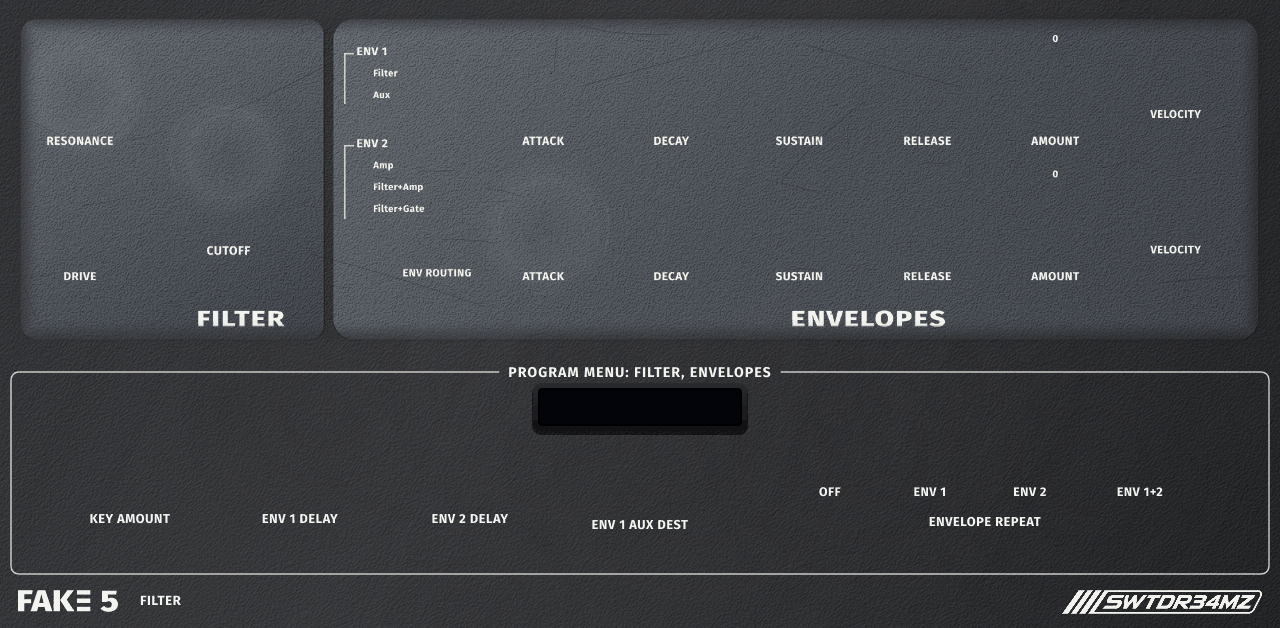 RESONANCE
CUTOFF
DRIVE
FILTER
ENV 1
Filter
Aux
ENV 2
Amp
Filter+Amp
Filter+Gate
ENV ROUTING
0
ATTACK DECAY SUSTAIN RELEASE AMOUNT VELOCITY
0
ATTACK DECAY SUSTAIN RELEASE AMOUNT VELOCITY
ENVELOPES
PROGRAM MENU: FILTER, ENVELOPES
KEY AMOUNT ENV 1 DELAY ENV 2 DELAY ENV 1 AUX DEST
OFF ENV 1 ENV 2 ENV 1+2
ENVELOPE REPEAT
FAKE 5 FILTER
SWTDR34MZ